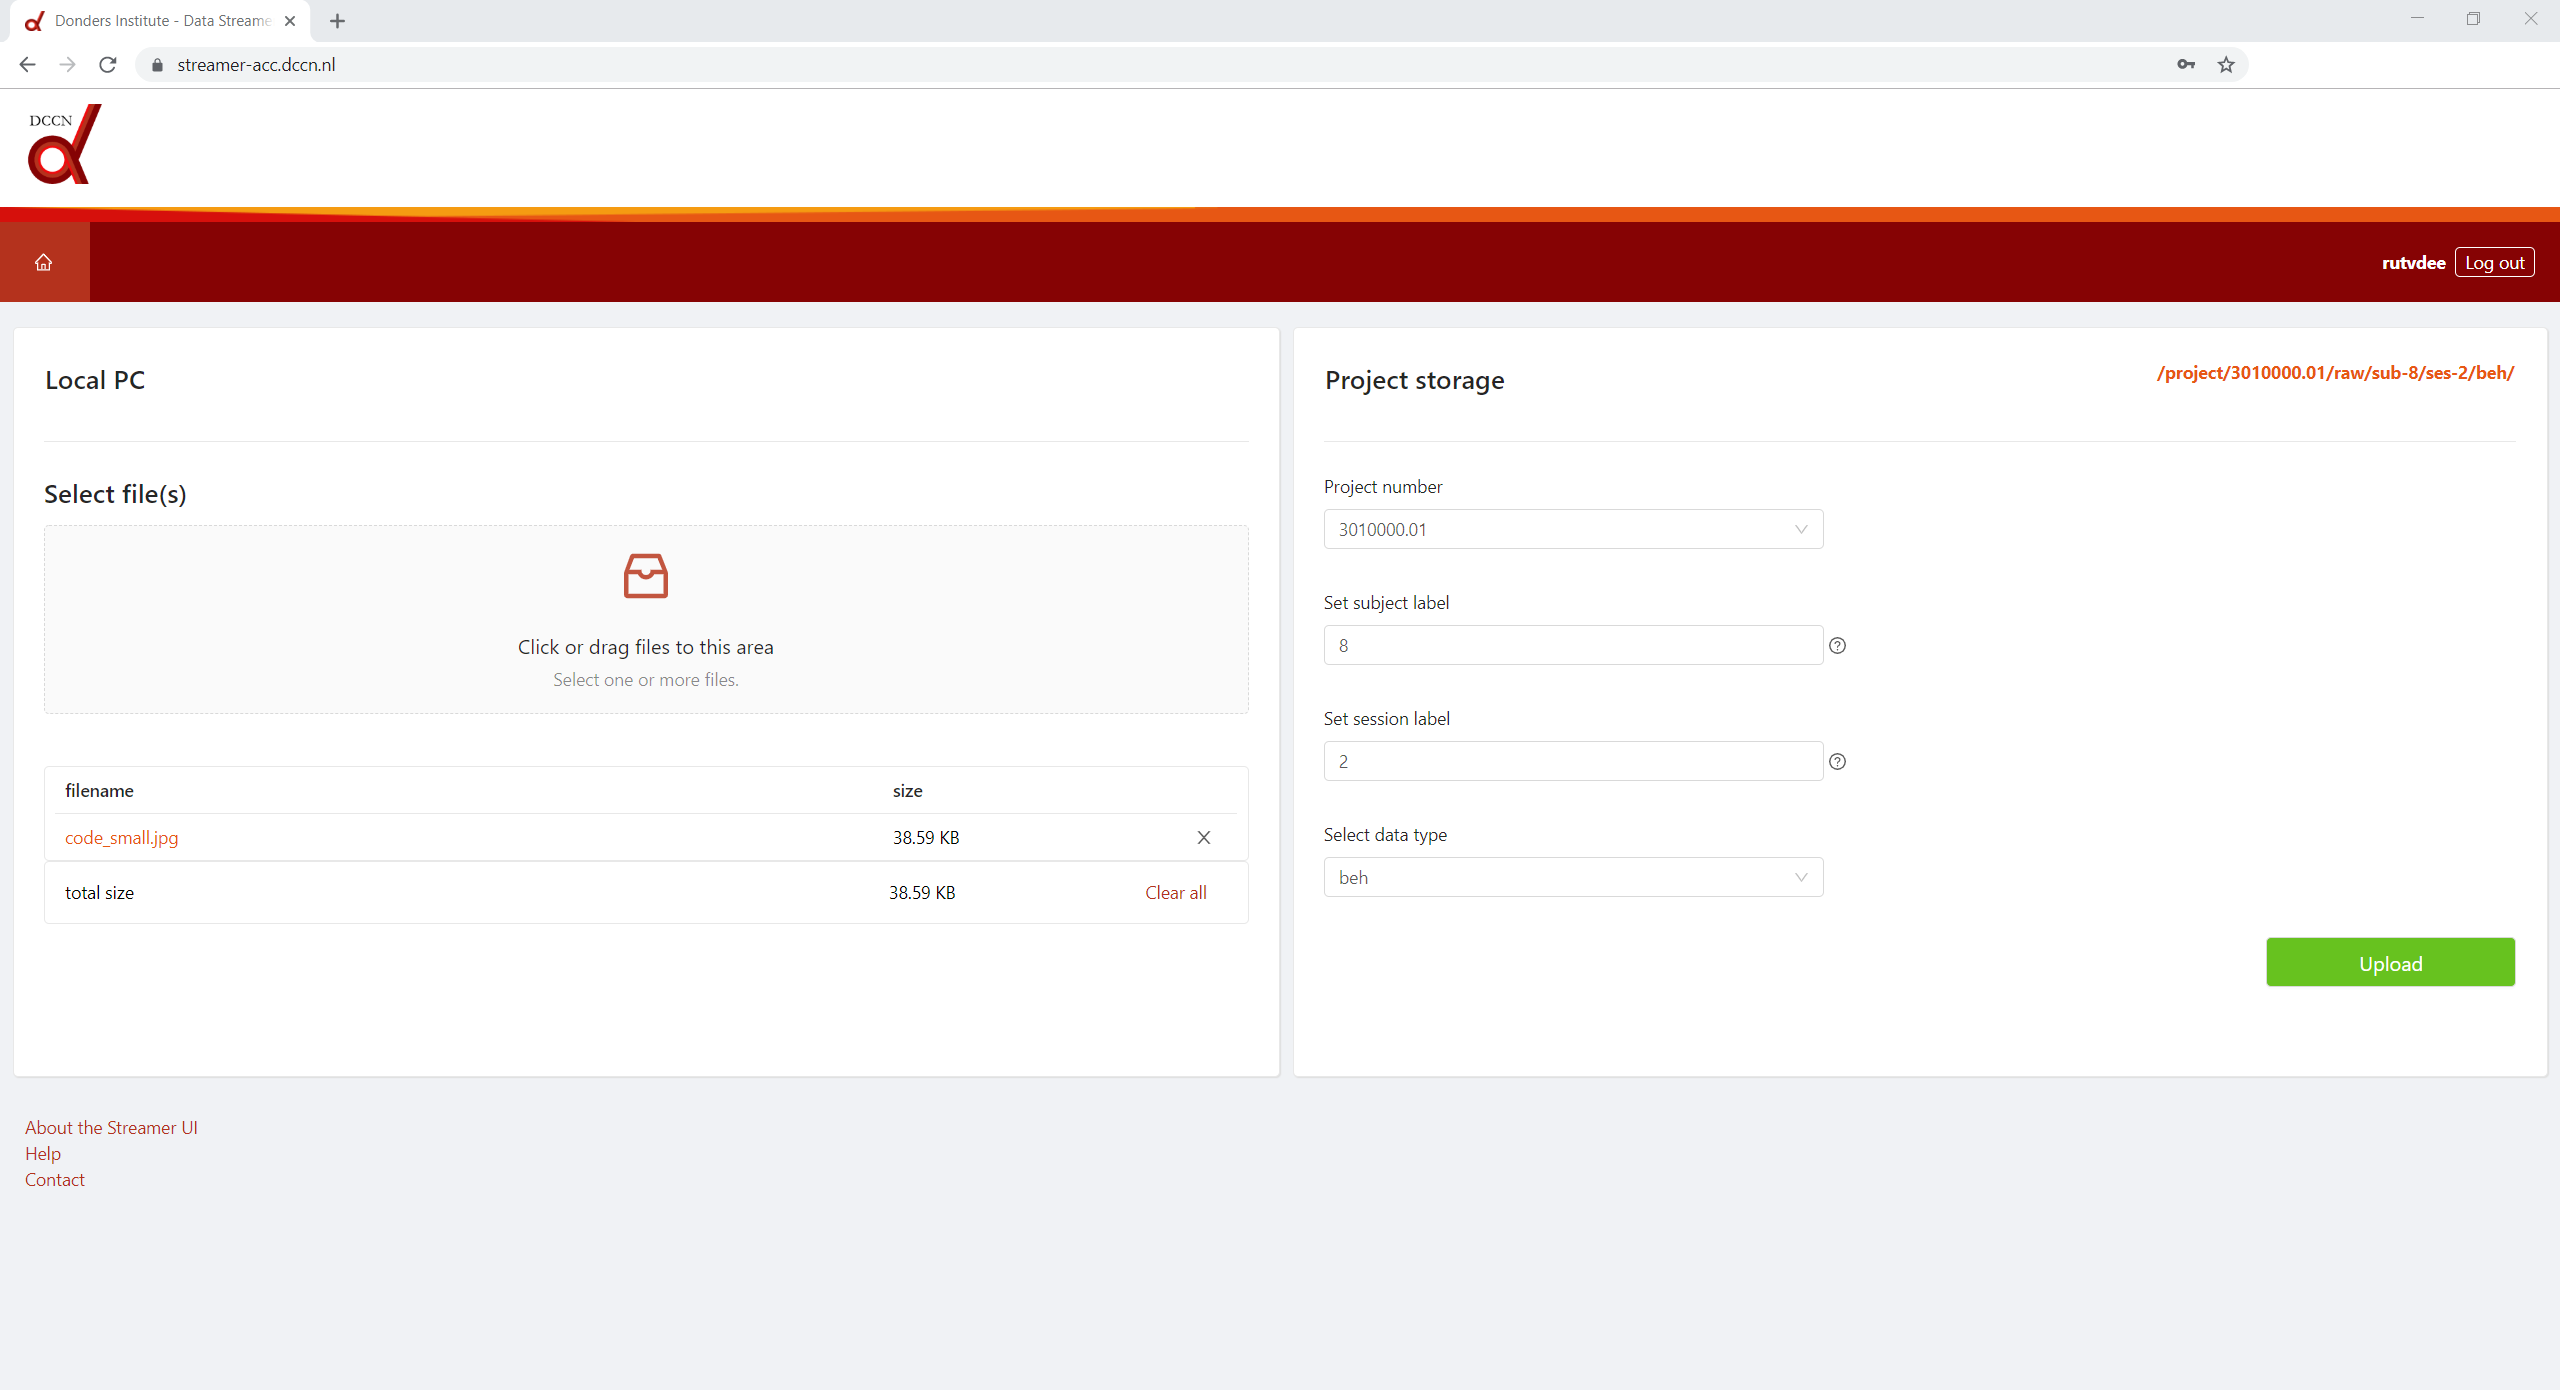 Donders Institute - Data Streame
streamer-acc.dccn.nl
DCCN
rutvdee Log out
Local PC
Select file(s)
Click or drag files to this area
Select one or more files.
filename size
code_small.jpg 38.59 KB
total size 38.59 KB Clear all
Project storage /project/3010000.01/raw/sub-8/ses-2/beh/
Project number
3010000.01
Set subject label
8
Set session label
2
Select data type
beh
Upload
About the Streamer UI
Help
Contact